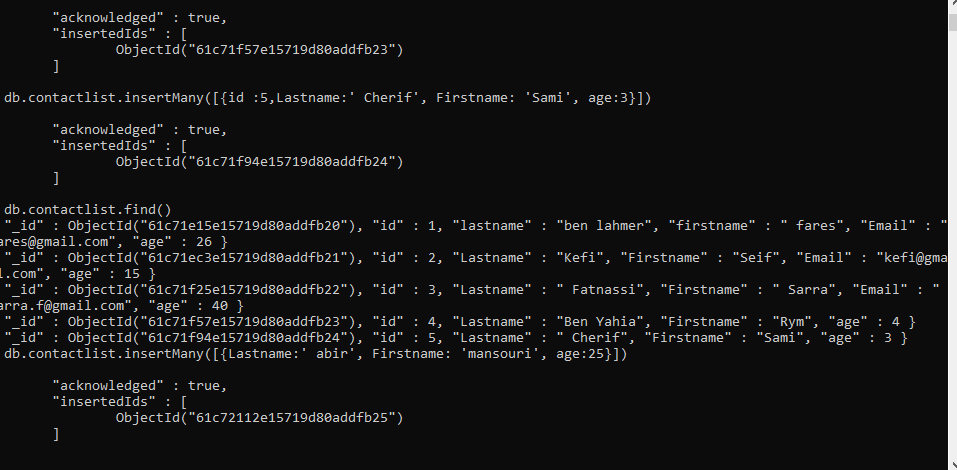 "acknowledged" : true,
"insertedIds" : [
ObjectId("61c71f57e15719d80addfb23")
]
db.contactlist.insertMany([{id :5,Lastname:' Cherif', Firstname: 'Sami', age:3}])
"acknowledged" : true,
"insertedIds" : [
ObjectId("61c71f94e15719d80addfb24")
]
db.contactlist.find()
"_id" : ObjectId("61c71e15e15719d80addfb20"), "id" : 1, "lastname" : "ben lahmer", "firstname" : " fares", "Email" : "
ares@gmail.com", "age" : 26 }
"_id" : ObjectId("61c71ec3e15719d80addfb21"), "id" : 2, "Lastname" : "Kefi", "Firstname" : "Seif", "Email" : "kefi@gma
l.com", "age" : 15 }
"_id" : ObjectId("61c71f25e15719d80addfb22"), "id" : 3, "Lastname" : " Fatnassi", "Firstname" : " Sarra", "Email" : "
arra.f@gmail.com", "age" : 40 }
"_id" : ObjectId("61c71f57e15719d80addfb23"), "id" : 4, "Lastname" : "Ben Yahia", "Firstname" : "Rym", "age" : 4 }
"_id" : ObjectId("61c71f94e15719d80addfb24"), "id" : 5, "Lastname" : " Cherif", "Firstname" : "Sami", "age" : 3 }
db.contactlist.insertMany([{Lastname:' abir', Firstname: 'mansouri', age:25}])
"acknowledged" : true,
"insertedIds" : [
ObjectId("61c72112e15719d80addfb25")
]